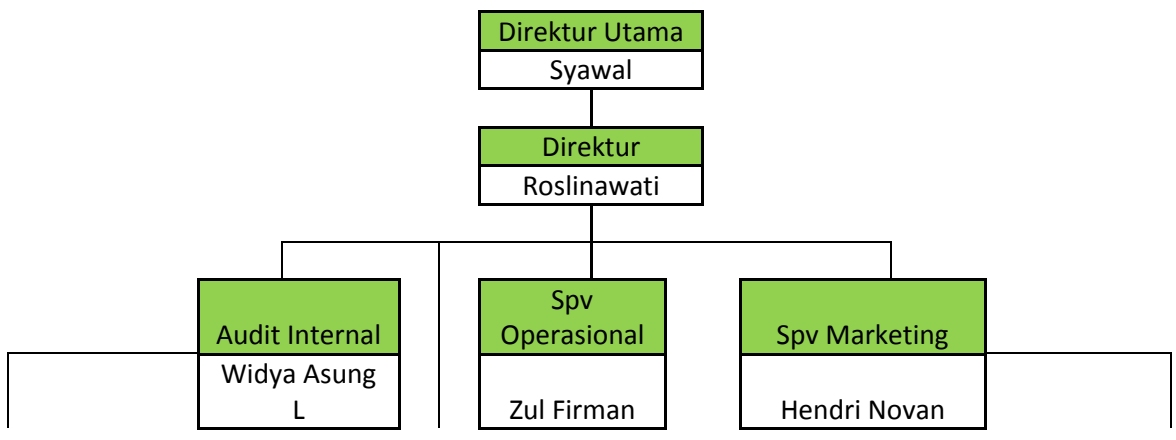 Direktur Utama
Syawal
Direktur
Roslinawati
Audit Internal
Widya Asung
L
Spv
Operasional
Zul Firman
Spv Marketing
Hendri Novan